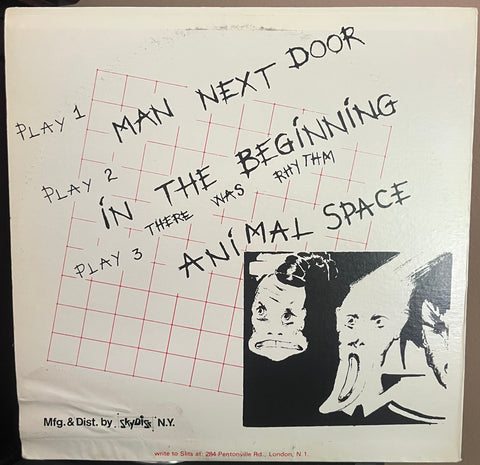 PLAY 1 MAN NEXT DOOR
PLAY 2 iN THE BEGiNNiNG
THERE WAS RHYTHM
PLAY 3 ANiMAL SPACE
Mfg. & Dist. by SkyDisk N.Y.
write to Slits at: 284 Pentonville Rd., London, N.1.